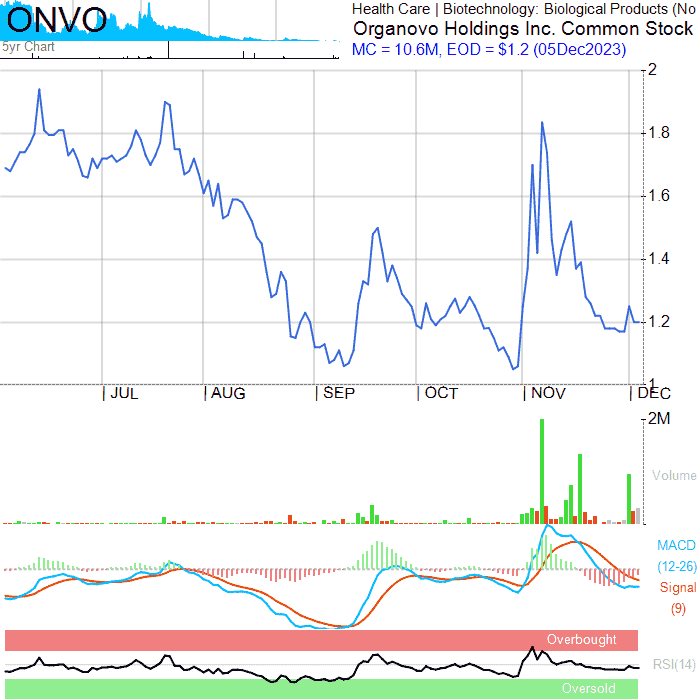 ONVO
5yr Chart
Health Care | Biotechnology: Biological Products (No
Organovo Holdings Inc. Common Stock
MC = 10.6M, EOD = $1.2 (05Dec2023)
2
1.8
1.6
1.4
1.2
1
JUL AUG SEP OCT NOV DEC
2M
Volume
MACD
(12-26)
Signal
(9)
Overbought
RSI(14)
Oversold